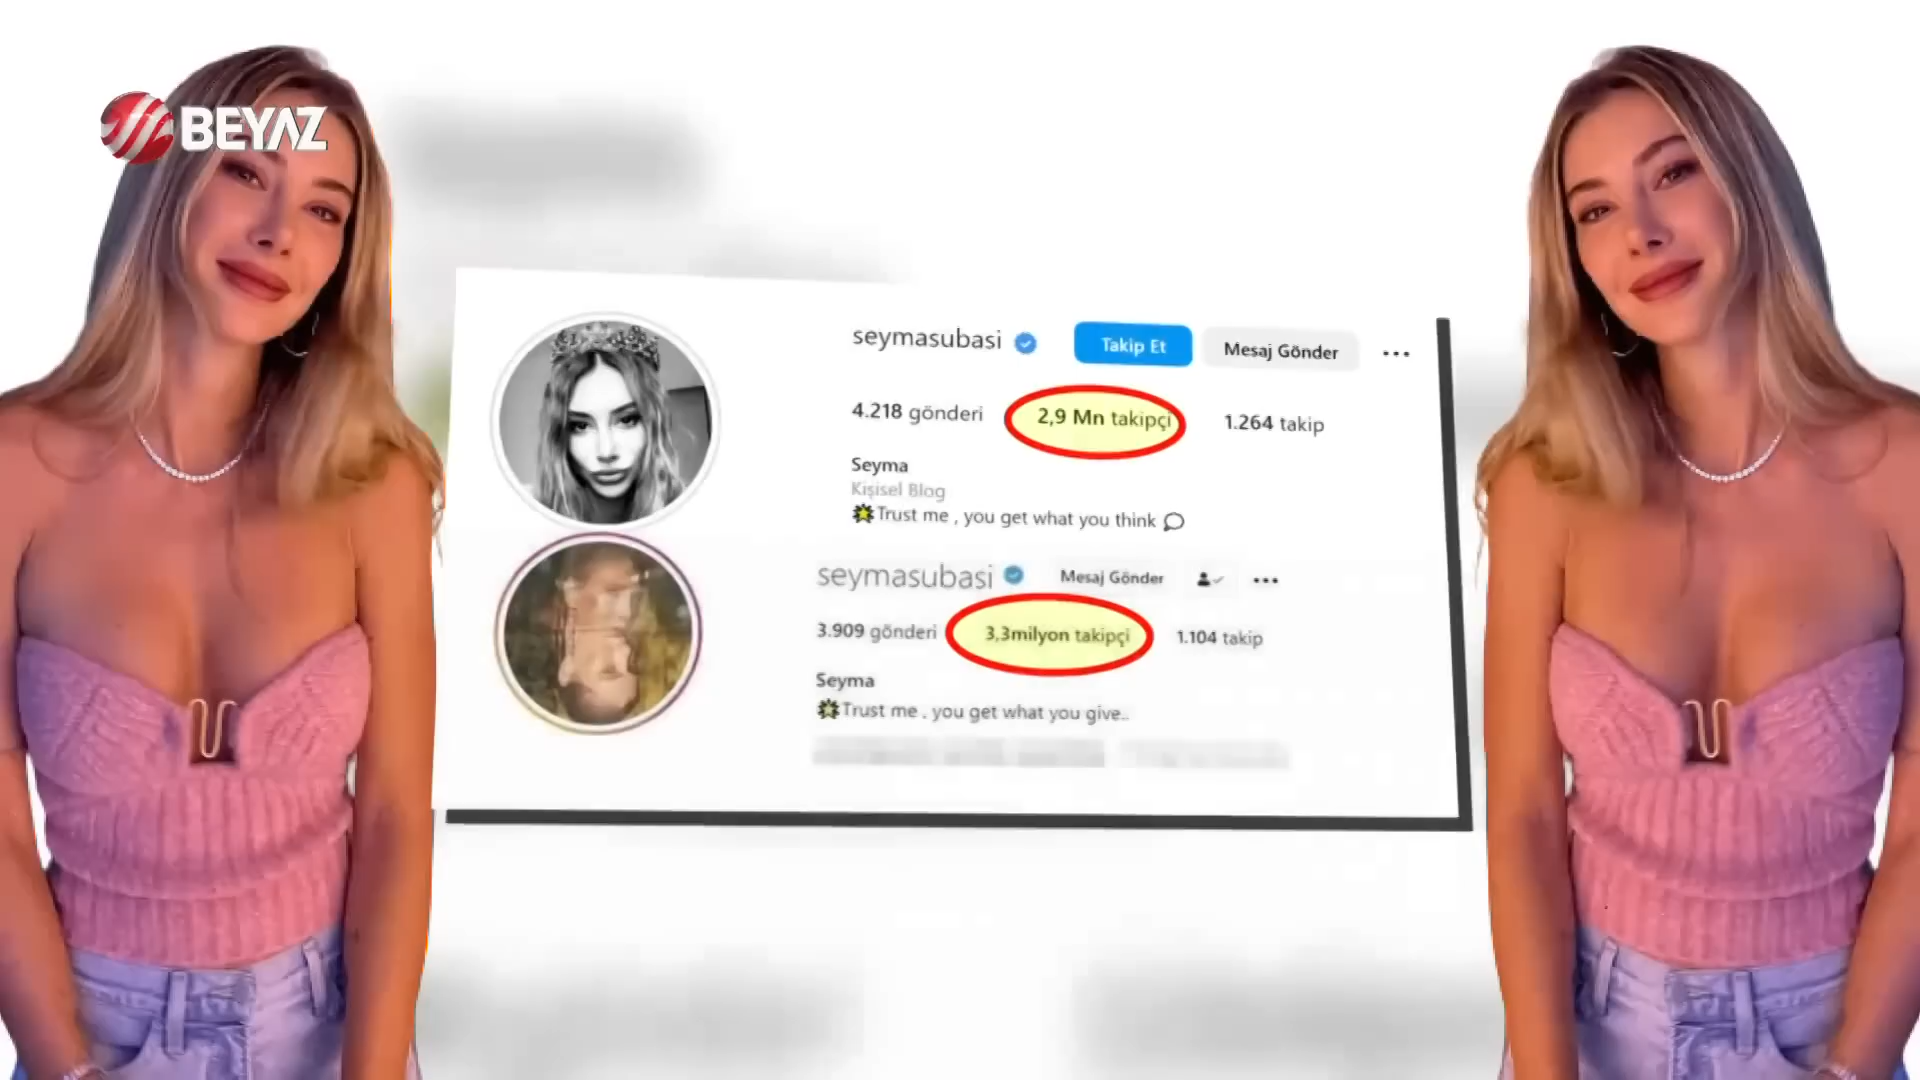 BEYAZ
seymasubasi Takip Et Mesaj Gönder ...
4.218 gönderi 2,9 Mn takipçi 1.264 takip
Seyma
Kişisel Blog
Trust me , you get what you think
seymasubasi Mesaj Gönder ...
3.909 gönderi 3,3milyon takipçi 1.104 takip
Seyma
Trust me . you get what you give..